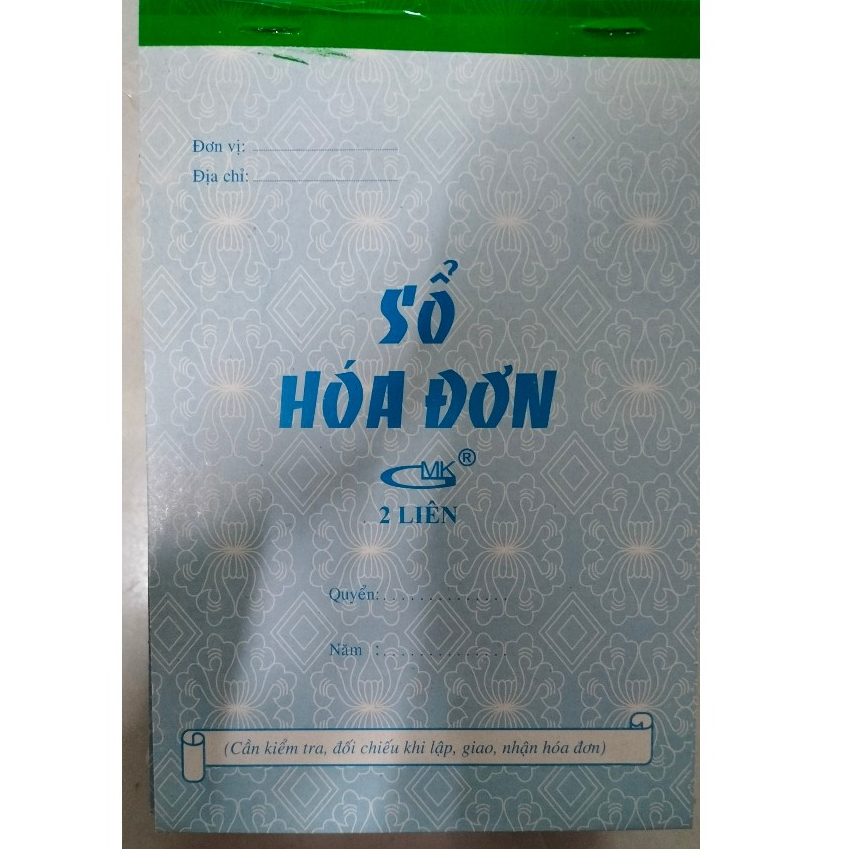 Đơn vị: ........................
Địa chỉ: ........................
SỔ
HÓA ĐƠN
GMK®
2 LIÊN
Quyển: ..............
Năm : ..............
(Cần kiểm tra, đối chiếu khi lập, giao, nhận hóa đơn)